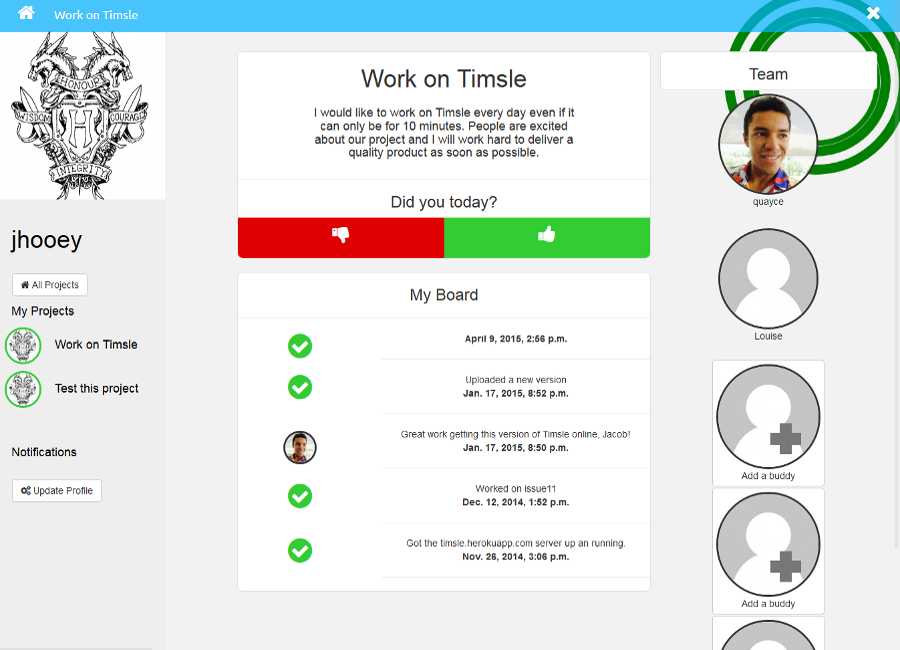 Work on Timsle
HONOUR
WISDOM
COURAGE
H
INTEGRITY
jhooey
All Projects
My Projects
Work on Timsle
Test this project
Notifications
Update Profile
Work on Timsle
I would like to work on Timsle every day even if it
can only be for 10 minutes. People are excited
about our project and I will work hard to deliver a
quality product as soon as possible.
Did you today?
My Board
April 9, 2015, 2:56 p.m.
Uploaded a new version
Jan. 17, 2015, 8:52 p.m.
Great work getting this version of Timsle online, Jacob!
Jan. 17, 2015, 8:50 p.m.
Worked on issue11
Dec. 12, 2014, 1:52 p.m.
Got the timsle.herokuapp.com server up an running.
Nov. 26, 2014, 3:06 p.m.
Team
quayce
Louise
Add a buddy
Add a buddy